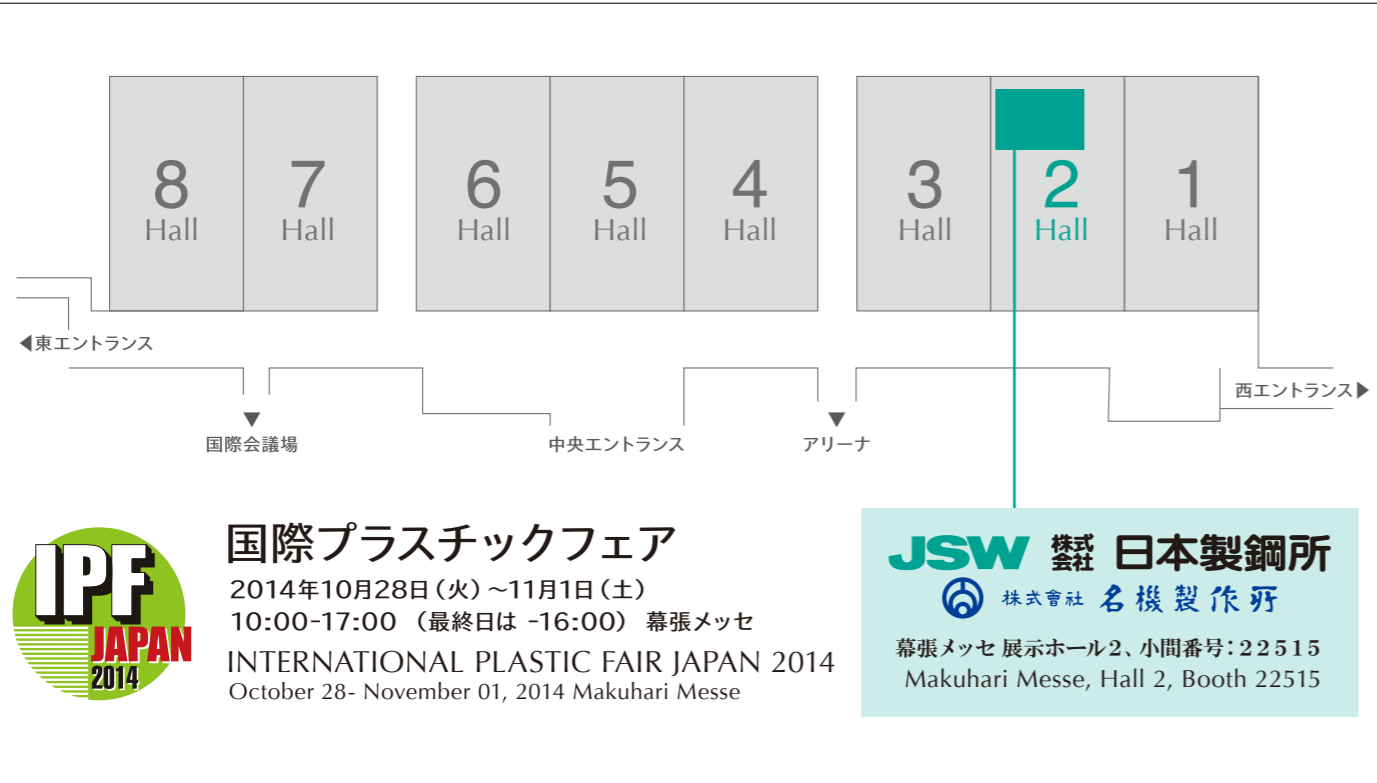 8
Hall
7
Hall
6
Hall
5
Hall
4
Hall
3
Hall
2
Hall
1
Hall
◀東エントランス
西エントランス▶
▼
国際会議場
中央エントランス
▼
アリーナ
IPF
JAPAN
2014
国際プラスチックフェア
2014年10月28日(火)~11月1日(土)
10:00-17:00 (最終日は -16:00) 幕張メッセ
INTERNATIONAL PLASTIC FAIR JAPAN 2014
October 28- November 01, 2014 Makuhari Messe
JSW 株式会社 日本製鋼所
株式會社 名機製作所
幕張メッセ 展示ホール2、小間番号:22515
Makuhari Messe, Hall 2, Booth 22515